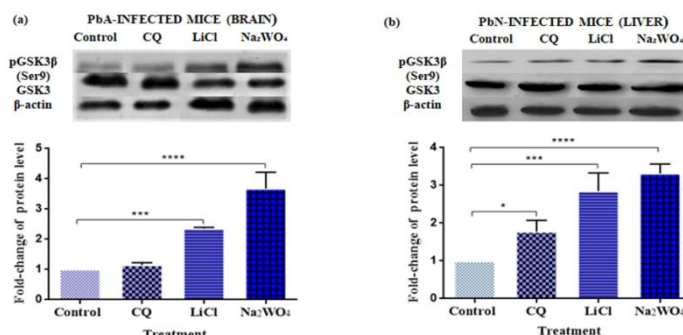 (a) PbA-INFECTED MICE (BRAIN)
Control CQ LiCl Na₂WO₄
pGSK3β
(Ser9)
GSK3
β-actin
Fold-change of protein level
5
4
3
2
1
0
****
***
Control CQ LiCl Na₂WO₄
Treatment
(b) PbN-INFECTED MICE (LIVER)
Control CQ LiCl Na₂WO₄
pGSK3β
(Ser9)
GSK3
β-actin
Fold-change of protein level
4
3
2
1
0
****
***
*
Control CQ LiCl Na₂WO₄
Treatment